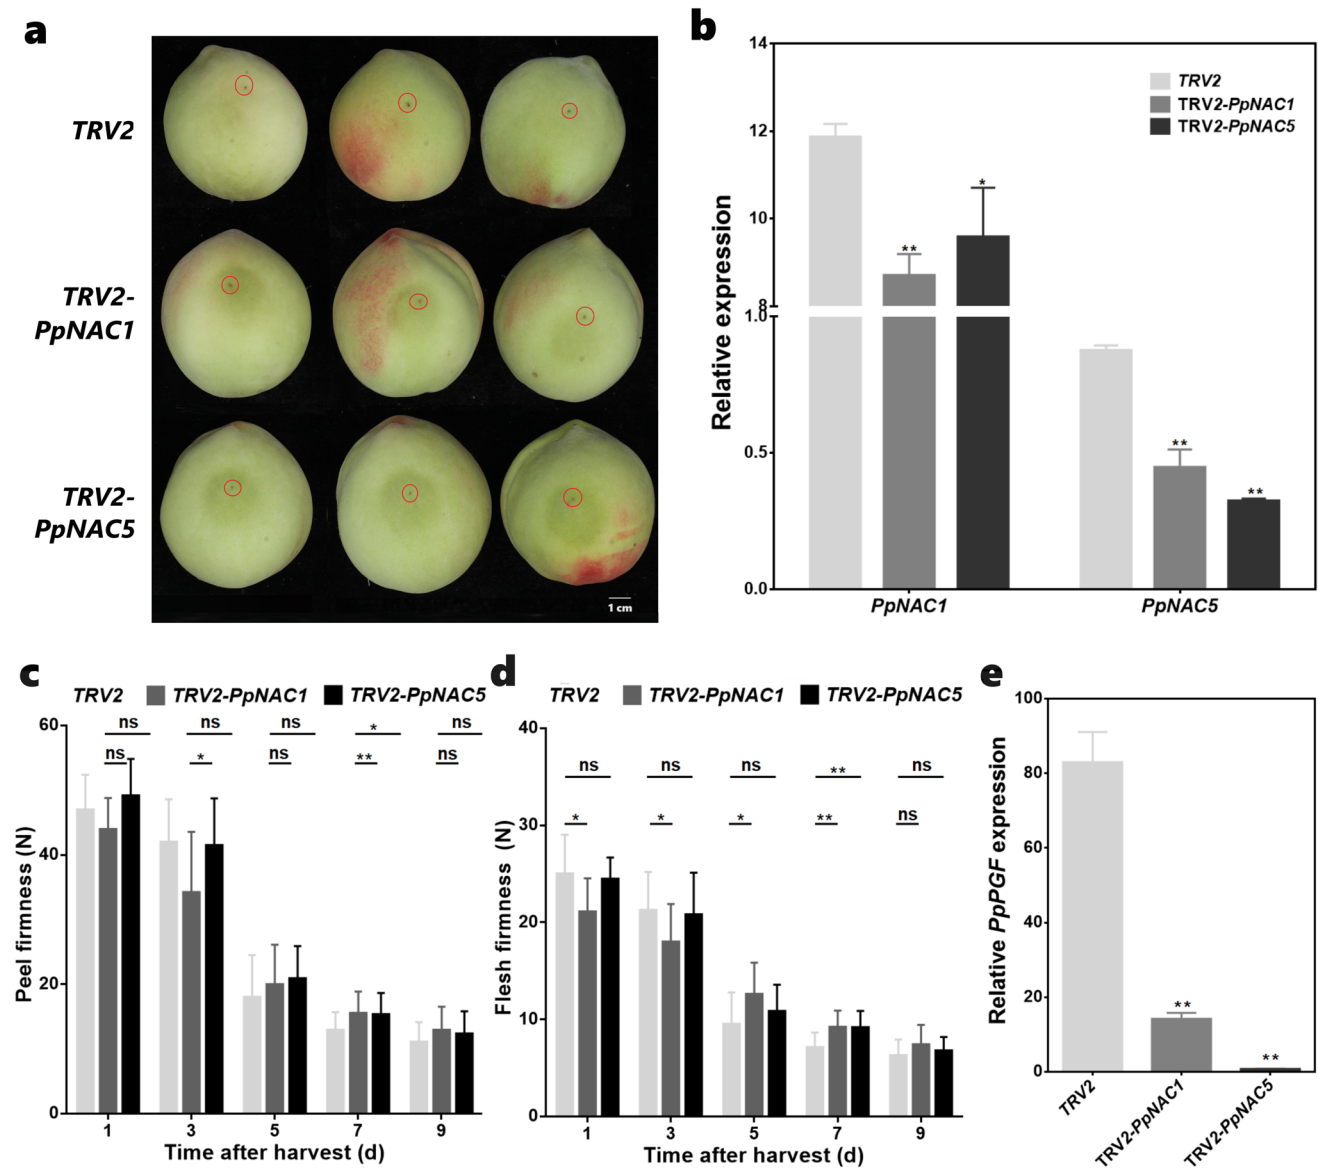 a
TRV2
TRV2-
PpNAC1
TRV2-
PpNAC5
1 cm
b
14
12
10
8
1.8
0.5
0.0
Relative expression
TRV2
TRV2-PpNAC1
TRV2-PpNAC5
*
**
**
**
PpNAC1
PpNAC5
c
TRV2
TRV2-PpNAC1
TRV2-PpNAC5
60
40
20
0
Peel firmness (N)
ns
ns
ns
*
ns
ns
ns
*
**
ns
ns
1
3
5
7
9
Time after harvest (d)
d
TRV2
TRV2-PpNAC1
TRV2-PpNAC5
40
30
20
10
0
Flesh firmness (N)
ns
ns
ns
**
ns
*
*
*
**
ns
1
3
5
7
9
Time after harvest (d)
e
100
80
60
40
20
0
Relative PpPGF expression
**
**
TRV2
TRV2-PpNAC1
TRV2-PpNAC5